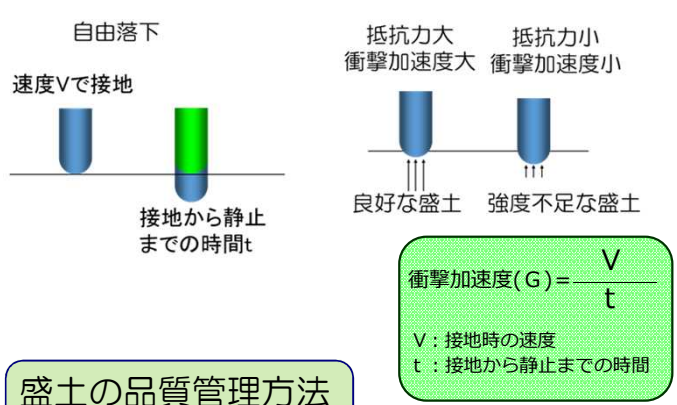 自由落下
速度Vで接地
接地から静止
までの時間t
抵抗力大
衝撃加速度大
抵抗力小
衝撃加速度小
良好な盛土
強度不足な盛土
衝撃加速度(G)=V/t
V:接地時の速度
t:接地から静止までの時間
盛土の品質管理方法